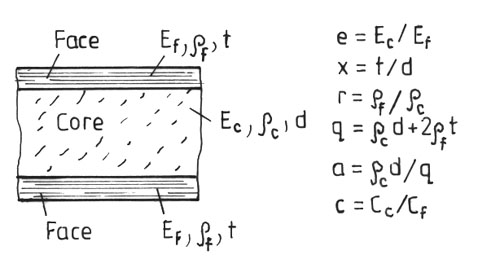 Face
E_f, ρ_f, t
Core
E_c, ρ_c, d
Face
E_f, ρ_f, t
e = E_c / E_f
x = t/d
r = ρ_f / ρ_c
q = ρ_c d + 2ρ_f t
a = ρ_c d/q
c = C_c / C_f